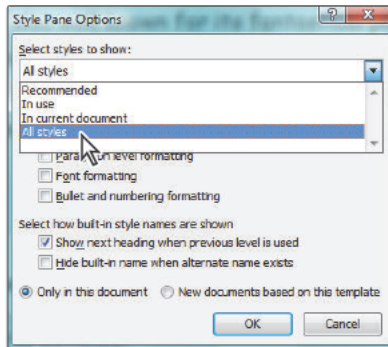 Style Pane Options
Select styles to show:
All styles
Recommended
In use
In current document
All styles
Paragraph level formatting
Font formatting
Bullet and numbering formatting
Select how built-in style names are shown
Show next heading when previous level is used
Hide built-in name when alternate name exists
Only in this document New documents based on this template
OK Cancel